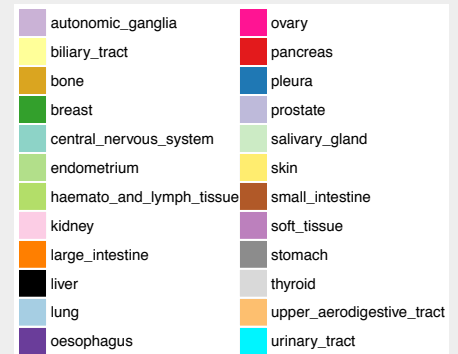 autonomic_ganglia
biliary_tract
bone
breast
central_nervous_system
endometrium
haemato_and_lymph_tissue
kidney
large_intestine
liver
lung
oesophagus
ovary
pancreas
pleura
prostate
salivary_gland
skin
small_intestine
soft_tissue
stomach
thyroid
upper_aerodigestive_tract
urinary_tract